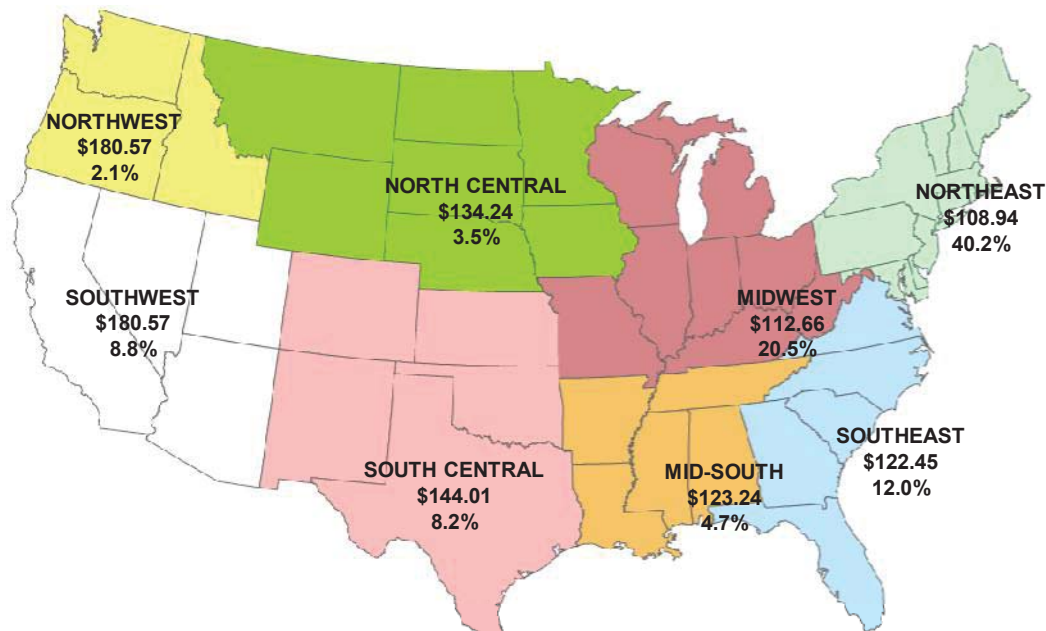 NORTHWEST
$180.57
2.1%
NORTH CENTRAL
$134.24
3.5%
NORTHEAST
$108.94
40.2%
SOUTHWEST
$180.57
8.8%
MIDWEST
$112.66
20.5%
SOUTHEAST
$122.45
12.0%
SOUTH CENTRAL
$144.01
8.2%
MID-SOUTH
$123.24
4.7%